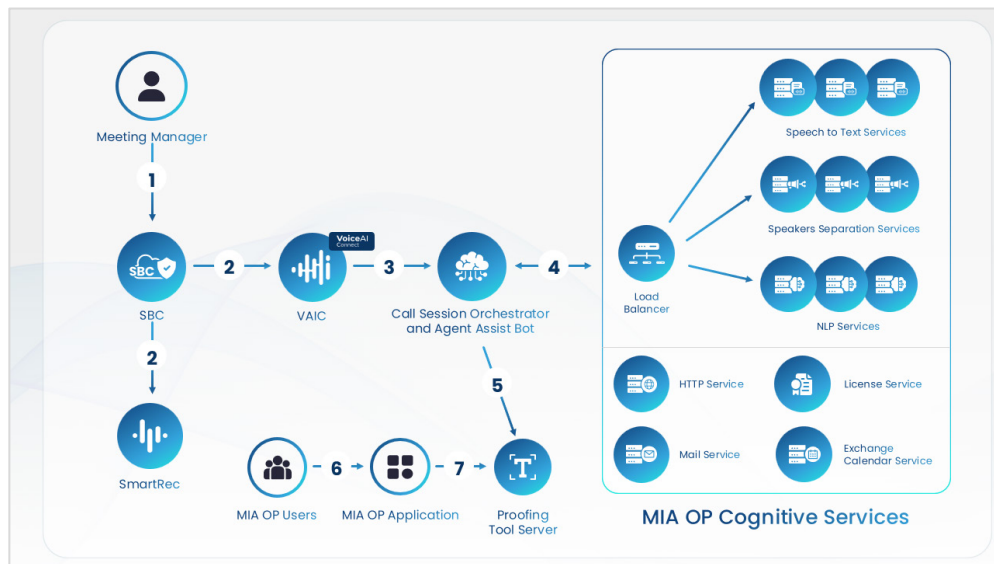 Meeting Manager
1
SBC
SBC
2
VoiceAI
Connect
VAIC
3
Call Session Orchestrator
and Agent Assist Bot
4
2
SmartRec
5
MIA OP Users
6
MIA OP Application
7
Proofing
Tool Server
Load
Balancer
Speech to Text Services
Speakers Separation Services
NLP Services
HTTP Service
License Service
Mail Service
Exchange
Calendar Service
MIA OP Cognitive Services